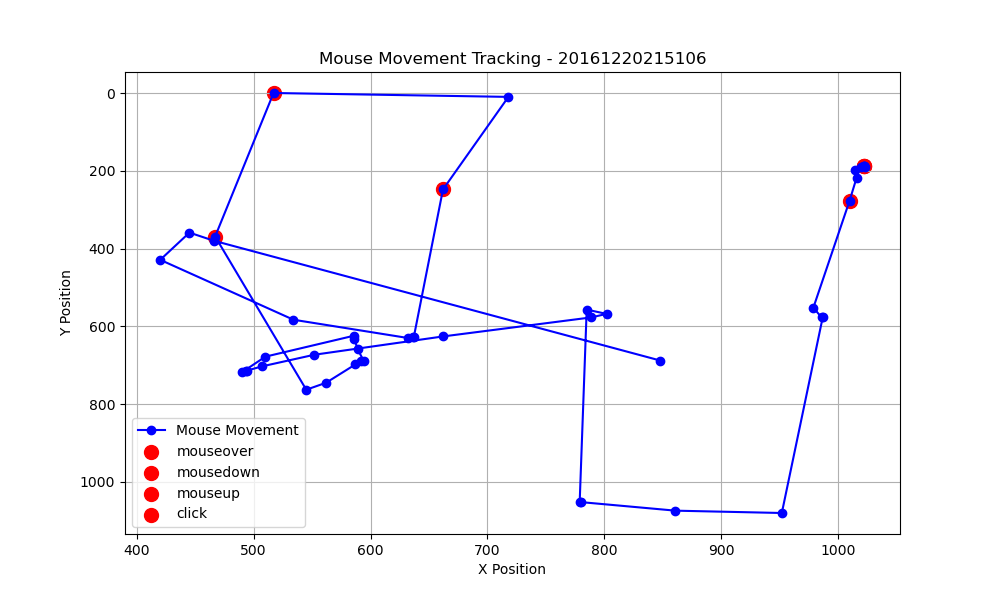 Mouse Movement Tracking - 20161220215106
Y Position
0
200
400
600
800
1000
Mouse Movement
mouseover
mousedown
mouseup
click
400 500 600 700 800 900 1000
X Position